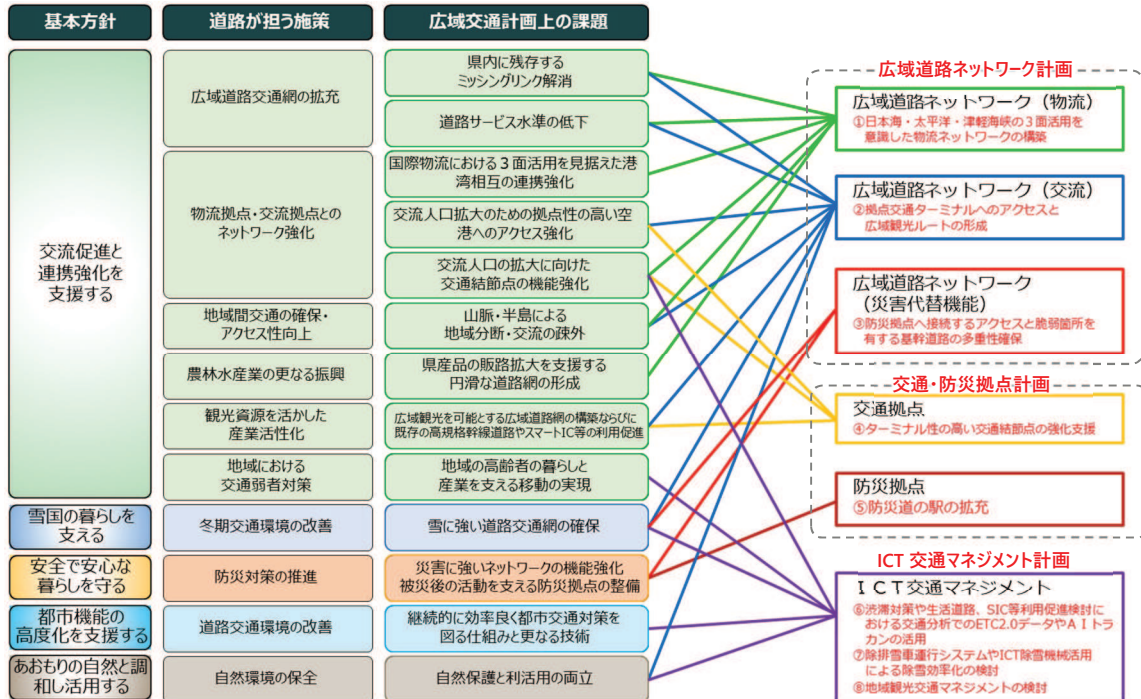 基本方針
道路が担う施策
広域交通計画上の課題
交流促進と
連携強化を
支援する
雪国の暮らしを
支える
安全で安心な
暮らしを守る
都市機能の
高度化を支援する
あおもりの自然と調
和し活用する
広域道路交通網の拡充
物流拠点・交流拠点との
ネットワーク強化
地域間交通の確保・
アクセス性向上
農林水産業の更なる振興
観光資源を活かした
産業活性化
地域における
交通弱者対策
冬期交通環境の改善
防災対策の推進
道路交通環境の改善
自然環境の保全
県内に残存する
ミッシングリンク解消
道路サービス水準の低下
国際物流における3面活用を見据えた港
湾相互の連携強化
交流人口拡大のための拠点性の高い空
港へのアクセス強化
交流人口の拡大に向けた
交通結節点の機能強化
山脈・半島による
地域分断・交流の疎外
県産品の販路拡大を支援する
円滑な道路網の形成
広域観光を可能とする広域道路網の構築ならびに
既存の高規格幹線道路やスマートIC等の利用促進
地域の高齢者の暮らしと
産業を支える移動の実現
雪に強い道路交通網の確保
災害に強いネットワークの機能強化
被災後の活動を支える防災拠点の整備
継続的に効率良く都市交通対策を
図る仕組みと更なる技術
自然保護と利活用の両立
広域道路ネットワーク計画
広域道路ネットワーク(物流)
①日本海・太平洋・津軽海峡の3面活用を
意識した物流ネットワークの構築
広域道路ネットワーク(交流)
②拠点交通ターミナルへのアクセスと
広域観光ルートの形成
広域道路ネットワーク
(災害代替機能)
③防災拠点へ接続するアクセスと脆弱箇所を
有する基幹道路の多重性確保
交通・防災拠点計画
交通拠点
④ターミナル性の高い交通結節点の強化支援
防災拠点
⑤防災道の駅の拡充
ICT 交通マネジメント計画
ICT交通マネジメント
⑥渋滞対策や生活道路、SIC等利用促進検討に
おける交通分析でのETC2.0データやAIトラ
カンの活用
⑦除排雪車運行システムやICT除雪機械活用
による除雪効率化の検討
⑧地域観光交通マネジメントの検討